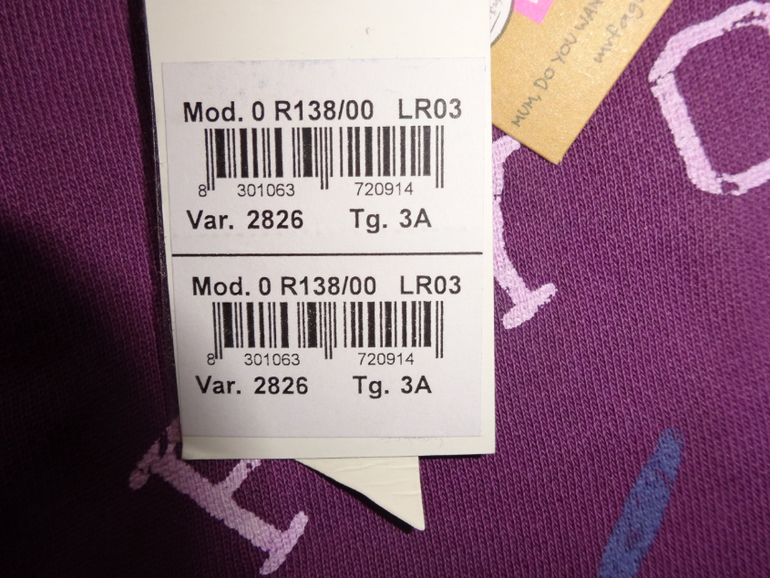 Mod. 0 R138/00 LR03
8 301063 720914
Var. 2826 Tg. 3A
Mod. 0 R138/00 LR03
8 301063 720914
Var. 2826 Tg. 3A
MUM, DO YOU WAN